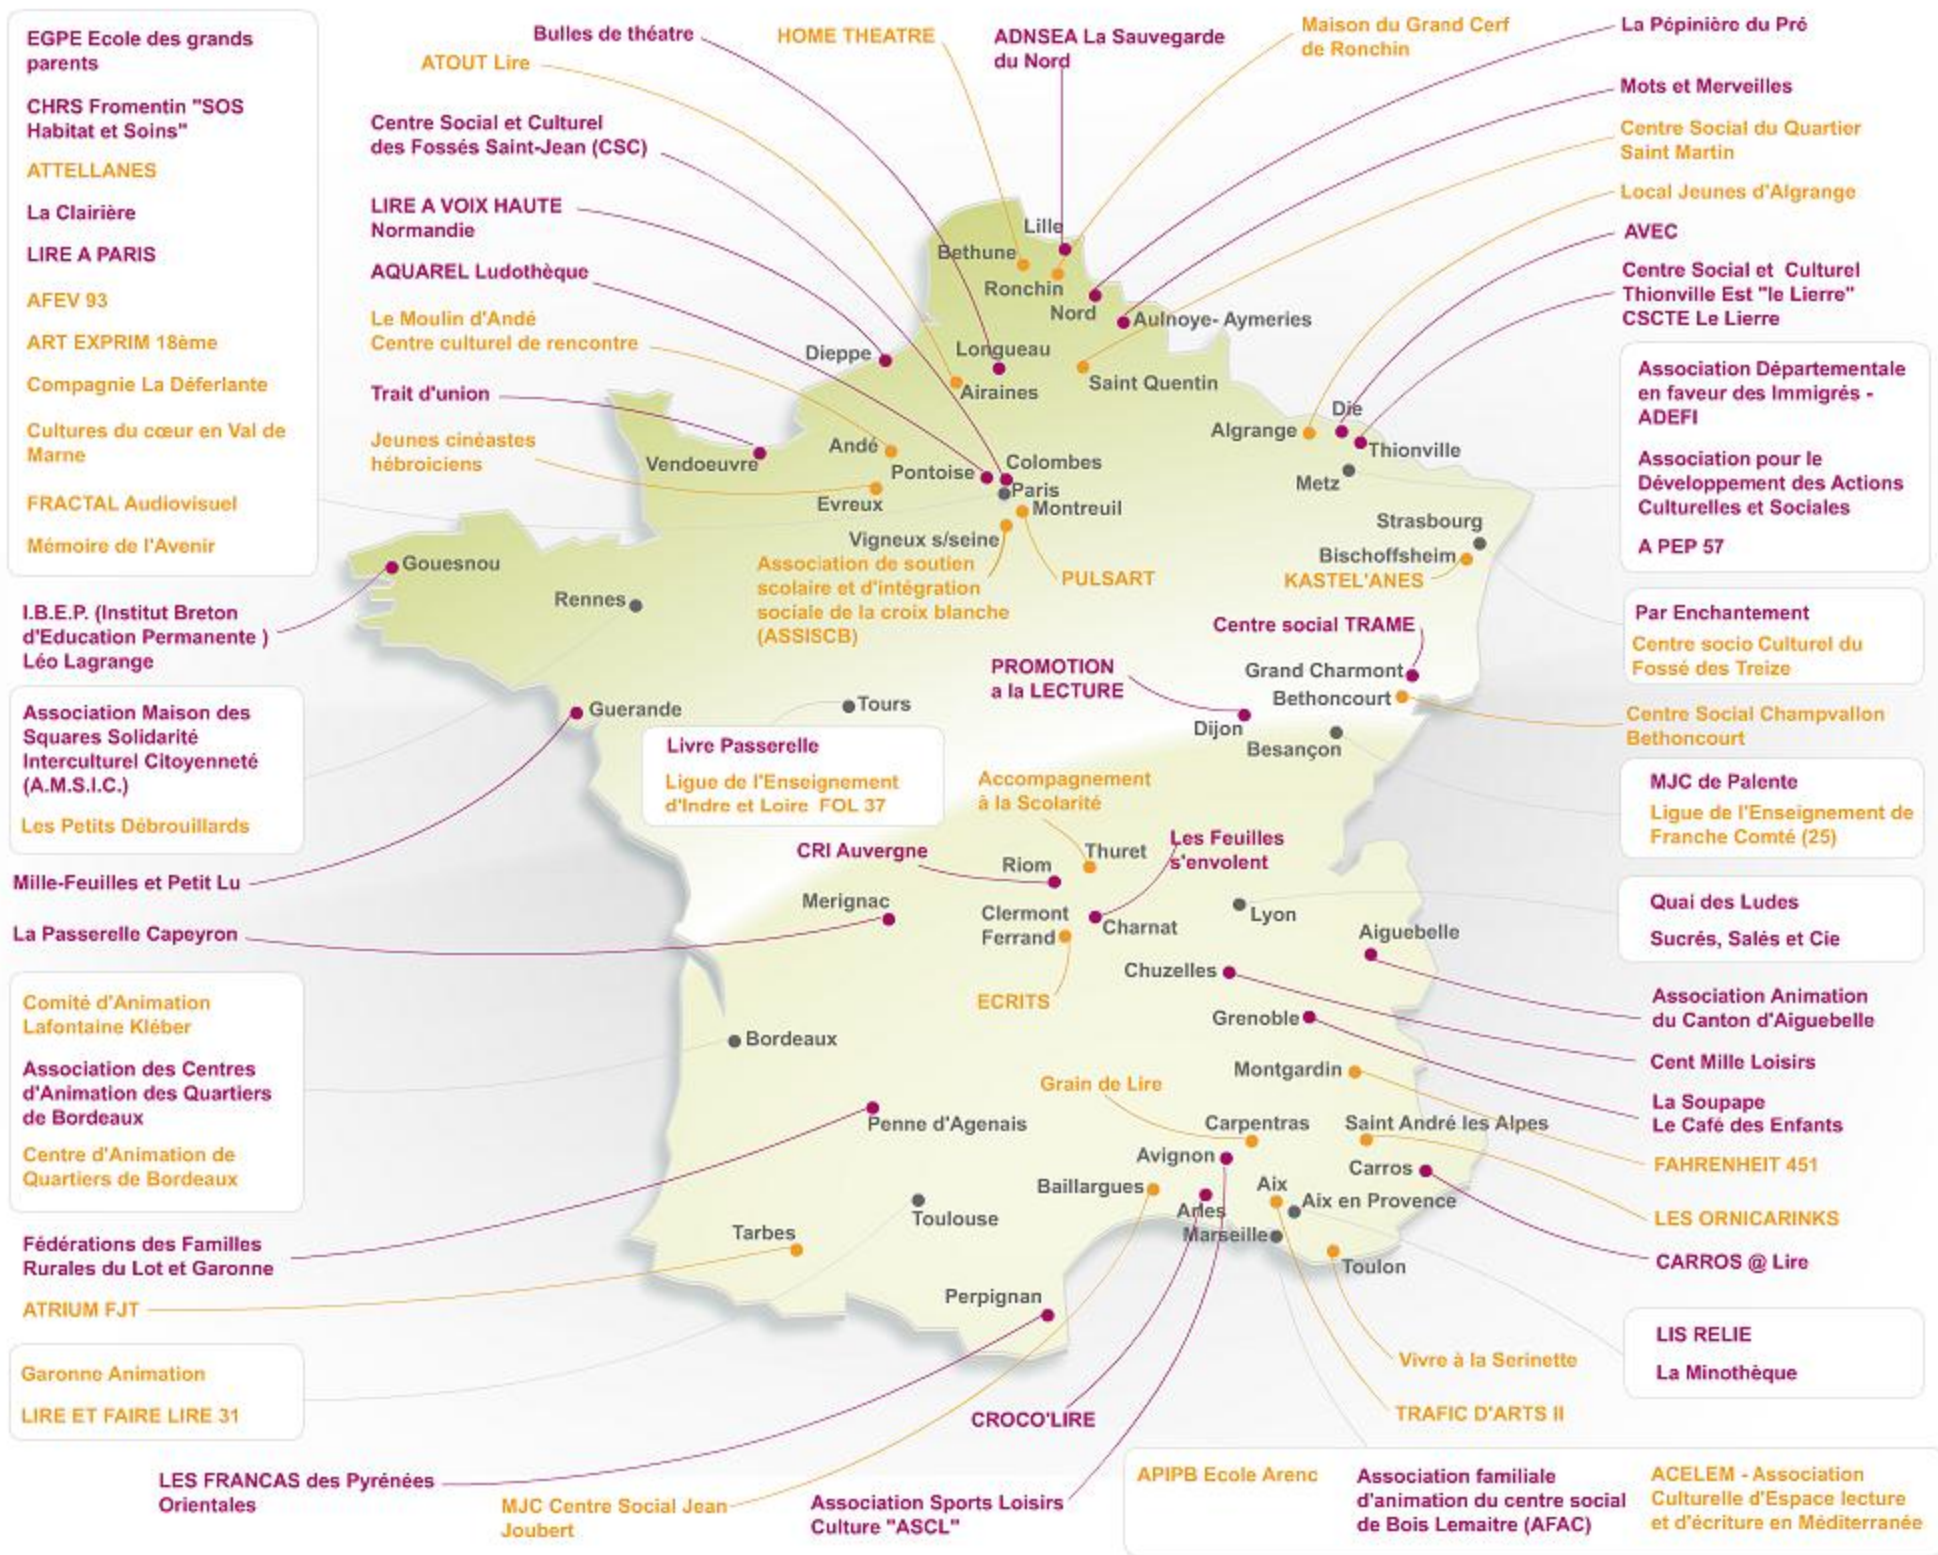 EGPE Ecole des grands
parents
CHRS Fromentin "SOS
Habitat et Soins"
ATTELLANES
La Clairière
LIRE A PARIS
AFEV 93
ART EXPRIM 18ème
Compagnie La Déferlante
Cultures du cœur en Val de
Marne
FRACTAL Audiovisuel
Mémoire de l'Avenir
I.B.E.P. (Institut Breton
d'Education Permanente )
Léo Lagrange
Association Maison des
Squares Solidarité
Interculturel Citoyenneté
(A.M.S.I.C.)
Les Petits Débrouillards
Mille-Feuilles et Petit Lu
La Passerelle Capeyron
Comité d'Animation
Lafontaine Kléber
Association des Centres
d'Animation des Quartiers
de Bordeaux
Centre d'Animation de
Quartiers de Bordeaux
Fédérations des Familles
Rurales du Lot et Garonne
ATRIUM FJT
Garonne Animation
LIRE ET FAIRE LIRE 31
LES FRANCAS des Pyrénées
Orientales
MJC Centre Social Jean
Joubert
Association Sports Loisirs
Culture "ASCL"
CROCO'LIRE
Bulles de théatre
ATOUT Lire
HOME THEATRE
ADNSEA La Sauvegarde
du Nord
Maison du Grand Cerf
de Ronchin
Centre Social et Culturel
des Fossés Saint-Jean (CSC)
LIRE A VOIX HAUTE
Normandie
AQUAREL Ludothèque
Le Moulin d'Andé
Centre culturel de rencontre
Trait d'union
Jeunes cinéastes
hébroiciens
La Pépinière du Pré
Mots et Merveilles
Centre Social du Quartier
Saint Martin
Local Jeunes d'Algrange
AVEC
Centre Social et Culturel
Thionville Est "le Lierre"
CSCTE Le Lierre
Association Départementale
en faveur des Immigrés -
ADEFI
Association pour le
Développement des Actions
Culturelles et Sociales
A PEP 57
Par Enchantement
Centre socio Culturel du
Fossé des Treize
Centre Social Champvallon
Bethoncourt
MJC de Palente
Ligue de l'Enseignement de
Franche Comté (25)
Quai des Ludes
Sucrés, Salés et Cie
Association Animation
du Canton d'Aiguebelle
Cent Mille Loisirs
La Soupape
Le Café des Enfants
FAHRENHEIT 451
LES ORNICARINKS
CARROS @ Lire
LIS RELIE
La Minothèque
Vivre à la Serinette
TRAFIC D'ARTS II
APIPB Ecole Arenc
Association familiale
d'animation du centre social
de Bois Lemaitre (AFAC)
ACELEM - Association
Culturelle d'Espace lecture
et d'écriture en Méditerranée
Lille
Bethune
Ronchin
Nord
Aulnoye- Aymeries
Dieppe
Longueau
Airaines
Saint Quentin
Die
Algrange
Thionville
Metz
Vendoeuvre
Andé
Pontoise
Colombes
Paris
Evreux
Montreuil
Vigneux s/seine
Association de soutien
scolaire et d'intégration
sociale de la croix blanche
(ASSISCB)
PULSART
Strasbourg
Bischoffsheim
KASTEL'ANES
Gouesnou
Rennes
Centre social TRAME
PROMOTION
a la LECTURE
Grand Charmont
Bethoncourt
Guerande
Tours
Dijon
Besançon
Livre Passerelle
Ligue de l'Enseignement
d'Indre et Loire FOL 37
Accompagnement
à la Scolarité
CRI Auvergne
Riom
Thuret
Les Feuilles
s'envolent
Merignac
Clermont
Ferrand
Charnat
Lyon
Aiguebelle
Chuzelles
ECRITS
Grenoble
Bordeaux
Montgardin
Grain de Lire
Penne d'Agenais
Carpentras
Saint André les Alpes
Avignon
Carros
Baillargues
Arles
Aix
Aix en Provence
Marseille
Toulouse
Tarbes
Toulon
Perpignan